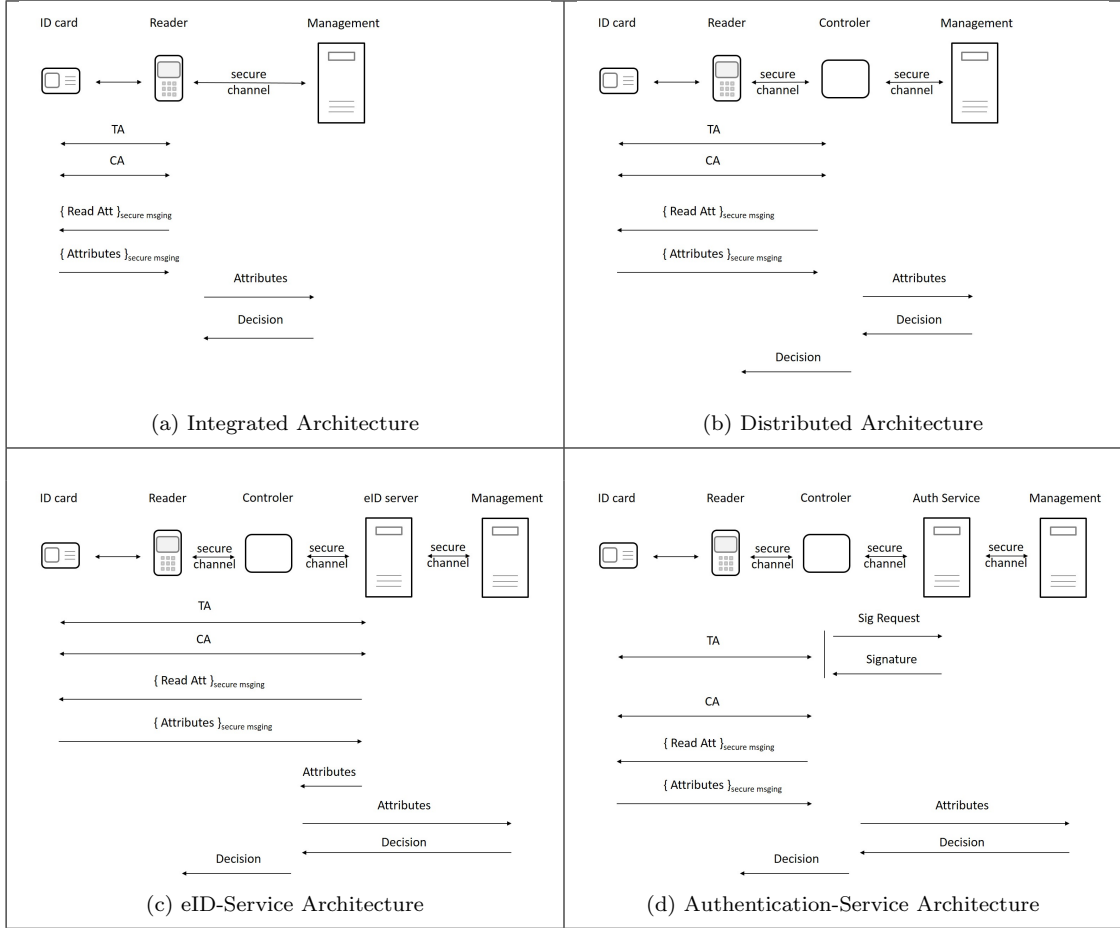 ID card Reader Management
secure
channel
TA
CA
{ Read Att }secure msging
{ Attributes }secure msging
Attributes
Decision
(a) Integrated Architecture
ID card Reader Controler Management
secure secure
channel channel
TA
CA
{ Read Att }secure msging
{ Attributes }secure msging
Attributes
Decision
Decision
(b) Distributed Architecture
ID card Reader Controler eID server Management
secure secure secure
channel channel channel
TA
CA
{ Read Att }secure msging
{ Attributes }secure msging
Attributes
Attributes
Decision
Decision
(c) eID-Service Architecture
ID card Reader Controler Auth Service Management
secure secure secure
channel channel channel
Sig Request
TA
Signature
CA
{ Read Att }secure msging
{ Attributes }secure msging
Attributes
Decision
Decision
(d) Authentication-Service Architecture